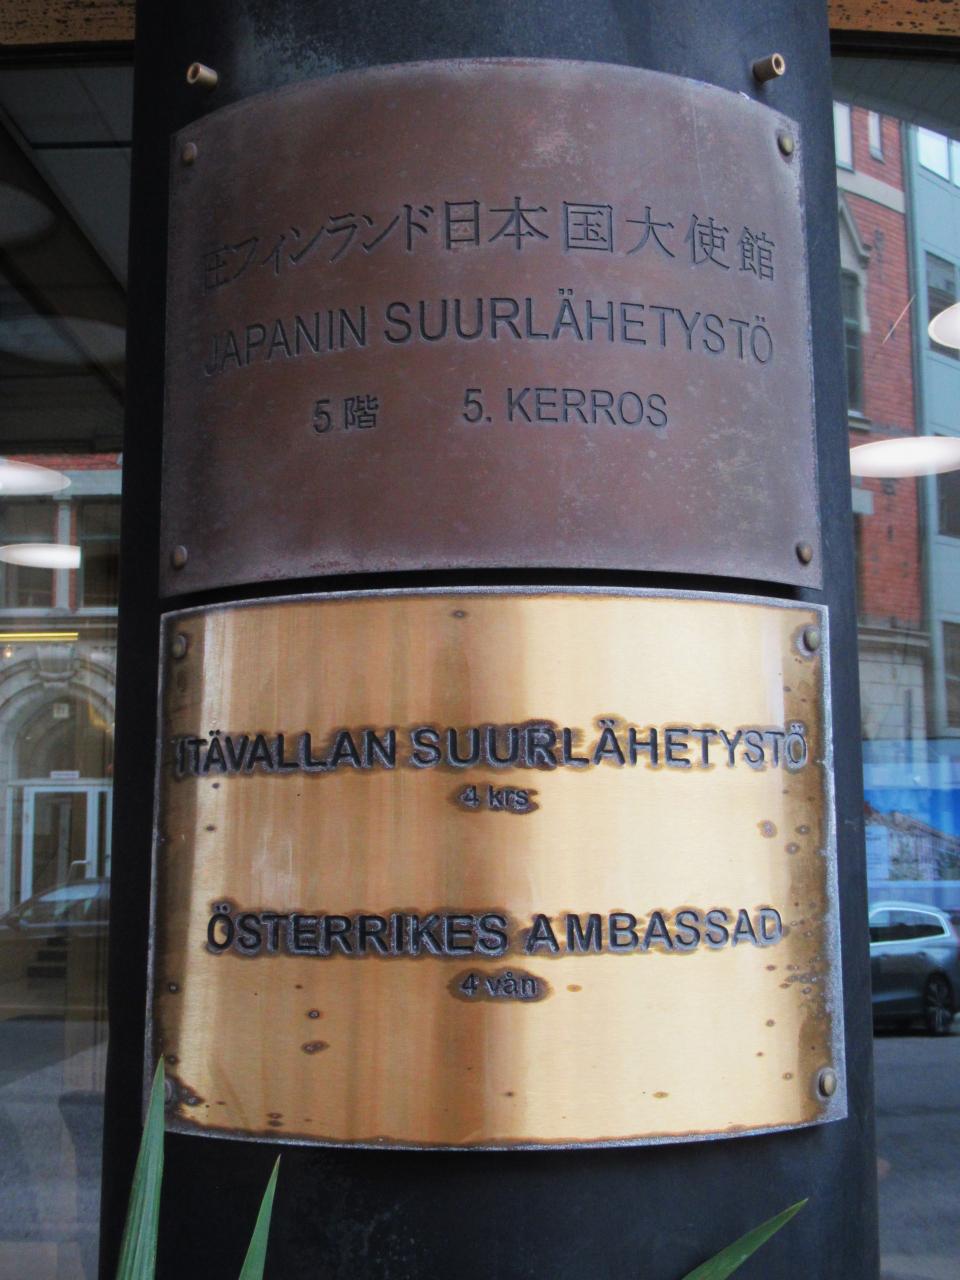 在フィンランド日本国大使館
JAPANIN SUURLÄHETYSTÖ
5階 5. KERROS
ITÄVALLAN SUURLÄHETYSTÖ
4 krs
ÖSTERRIKES AMBASSAD
4 vån